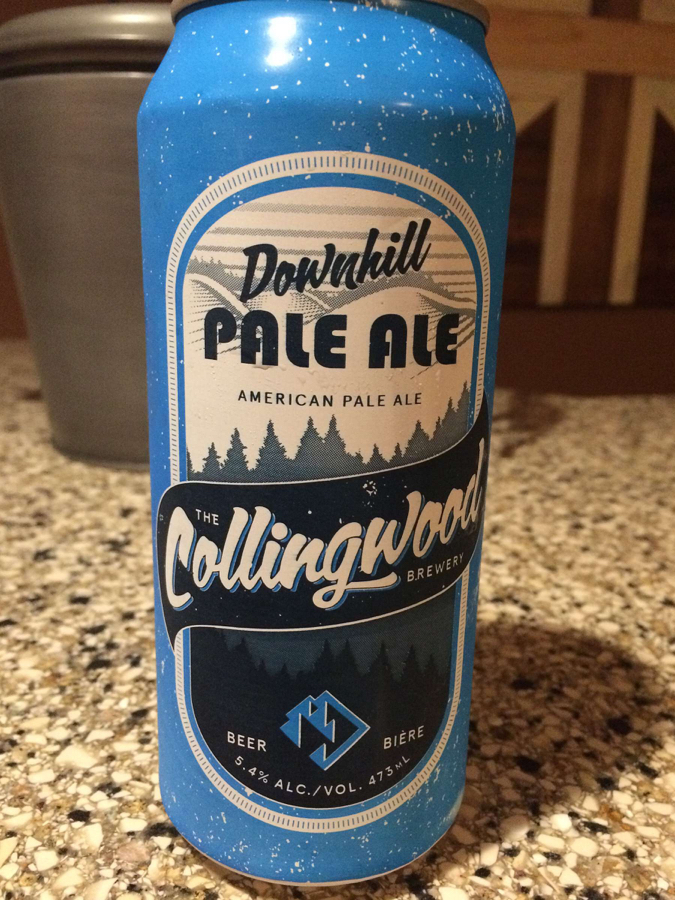 Downhill
PALE ALE
AMERICAN PALE ALE
THE
Collingwood
BREWERY
BEER
BIÈRE
5.4% ALC./VOL. 473mL